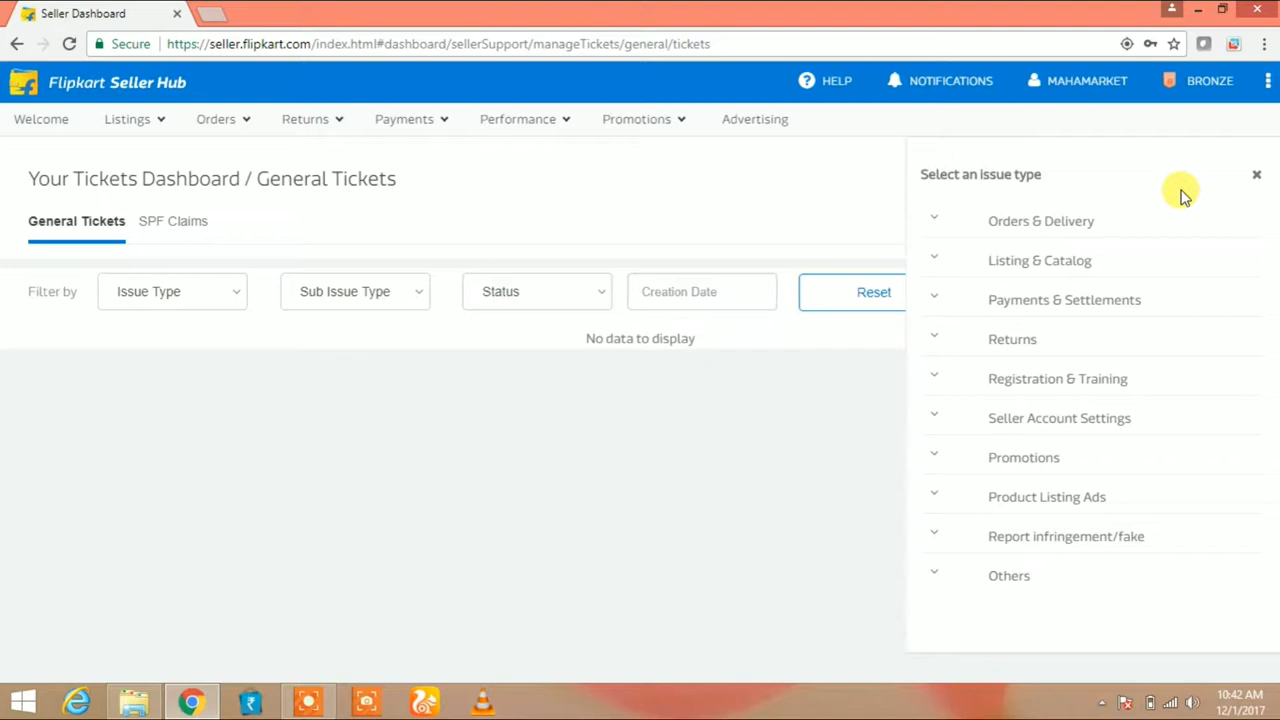 Seller Dashboard
Secure https://seller.flipkart.com/index.html#dashboard/sellerSupport/manageTickets/general/tickets
Flipkart Seller Hub HELP NOTIFICATIONS MAHAMARKET BRONZE
Welcome Listings Orders Returns Payments Performance Promotions Advertising
Your Tickets Dashboard / General Tickets
General Tickets SPF Claims
Filter by Issue Type Sub Issue Type Status Creation Date Reset
No data to display
Select an issue type
Orders & Delivery
Listing & Catalog
Payments & Settlements
Returns
Registration & Training
Seller Account Settings
Promotions
Product Listing Ads
Report infringement/fake
Others
10:42 AM
12/1/2017